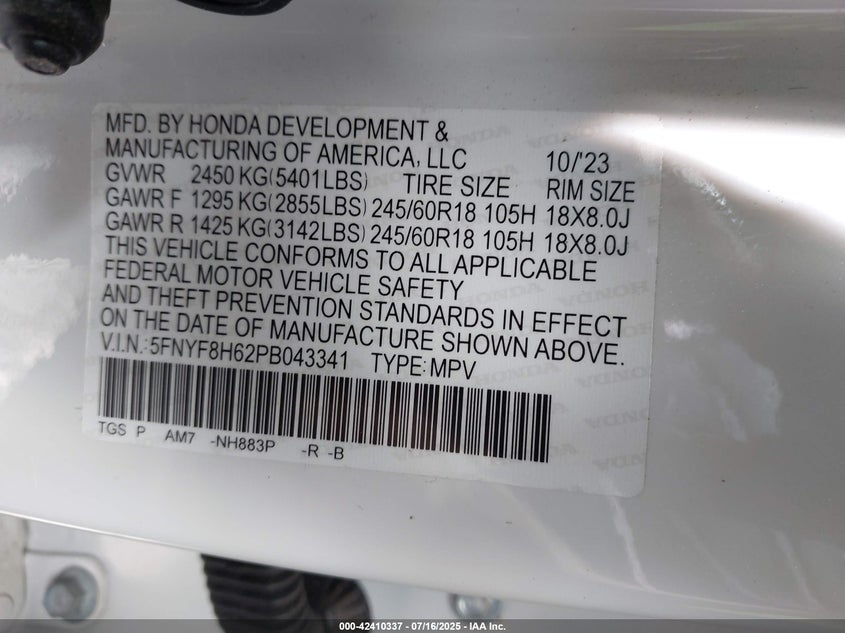 MFD. BY HONDA DEVELOPMENT &
MANUFACTURING OF AMERICA, LLC 10/'23
GVWR 2450 KG(5401LBS) TIRE SIZE RIM SIZE
GAWR F 1295 KG(2855LBS) 245/60R18 105H 18X8.0J
GAWR R 1425 KG(3142LBS) 245/60R18 105H 18X8.0J
THIS VEHICLE CONFORMS TO ALL APPLICABLE
FEDERAL MOTOR VEHICLE SAFETY
AND THEFT PREVENTION STANDARDS IN EFFECT
ON THE DATE OF MANUFACTURE SHOWN ABOVE.
V.I.N.:5FNYF8H62PB043341 TYPE:MPV
TGS P AM7 -NH883P -R -B
000-42410337 - 07/16/2025 - IAA Inc.